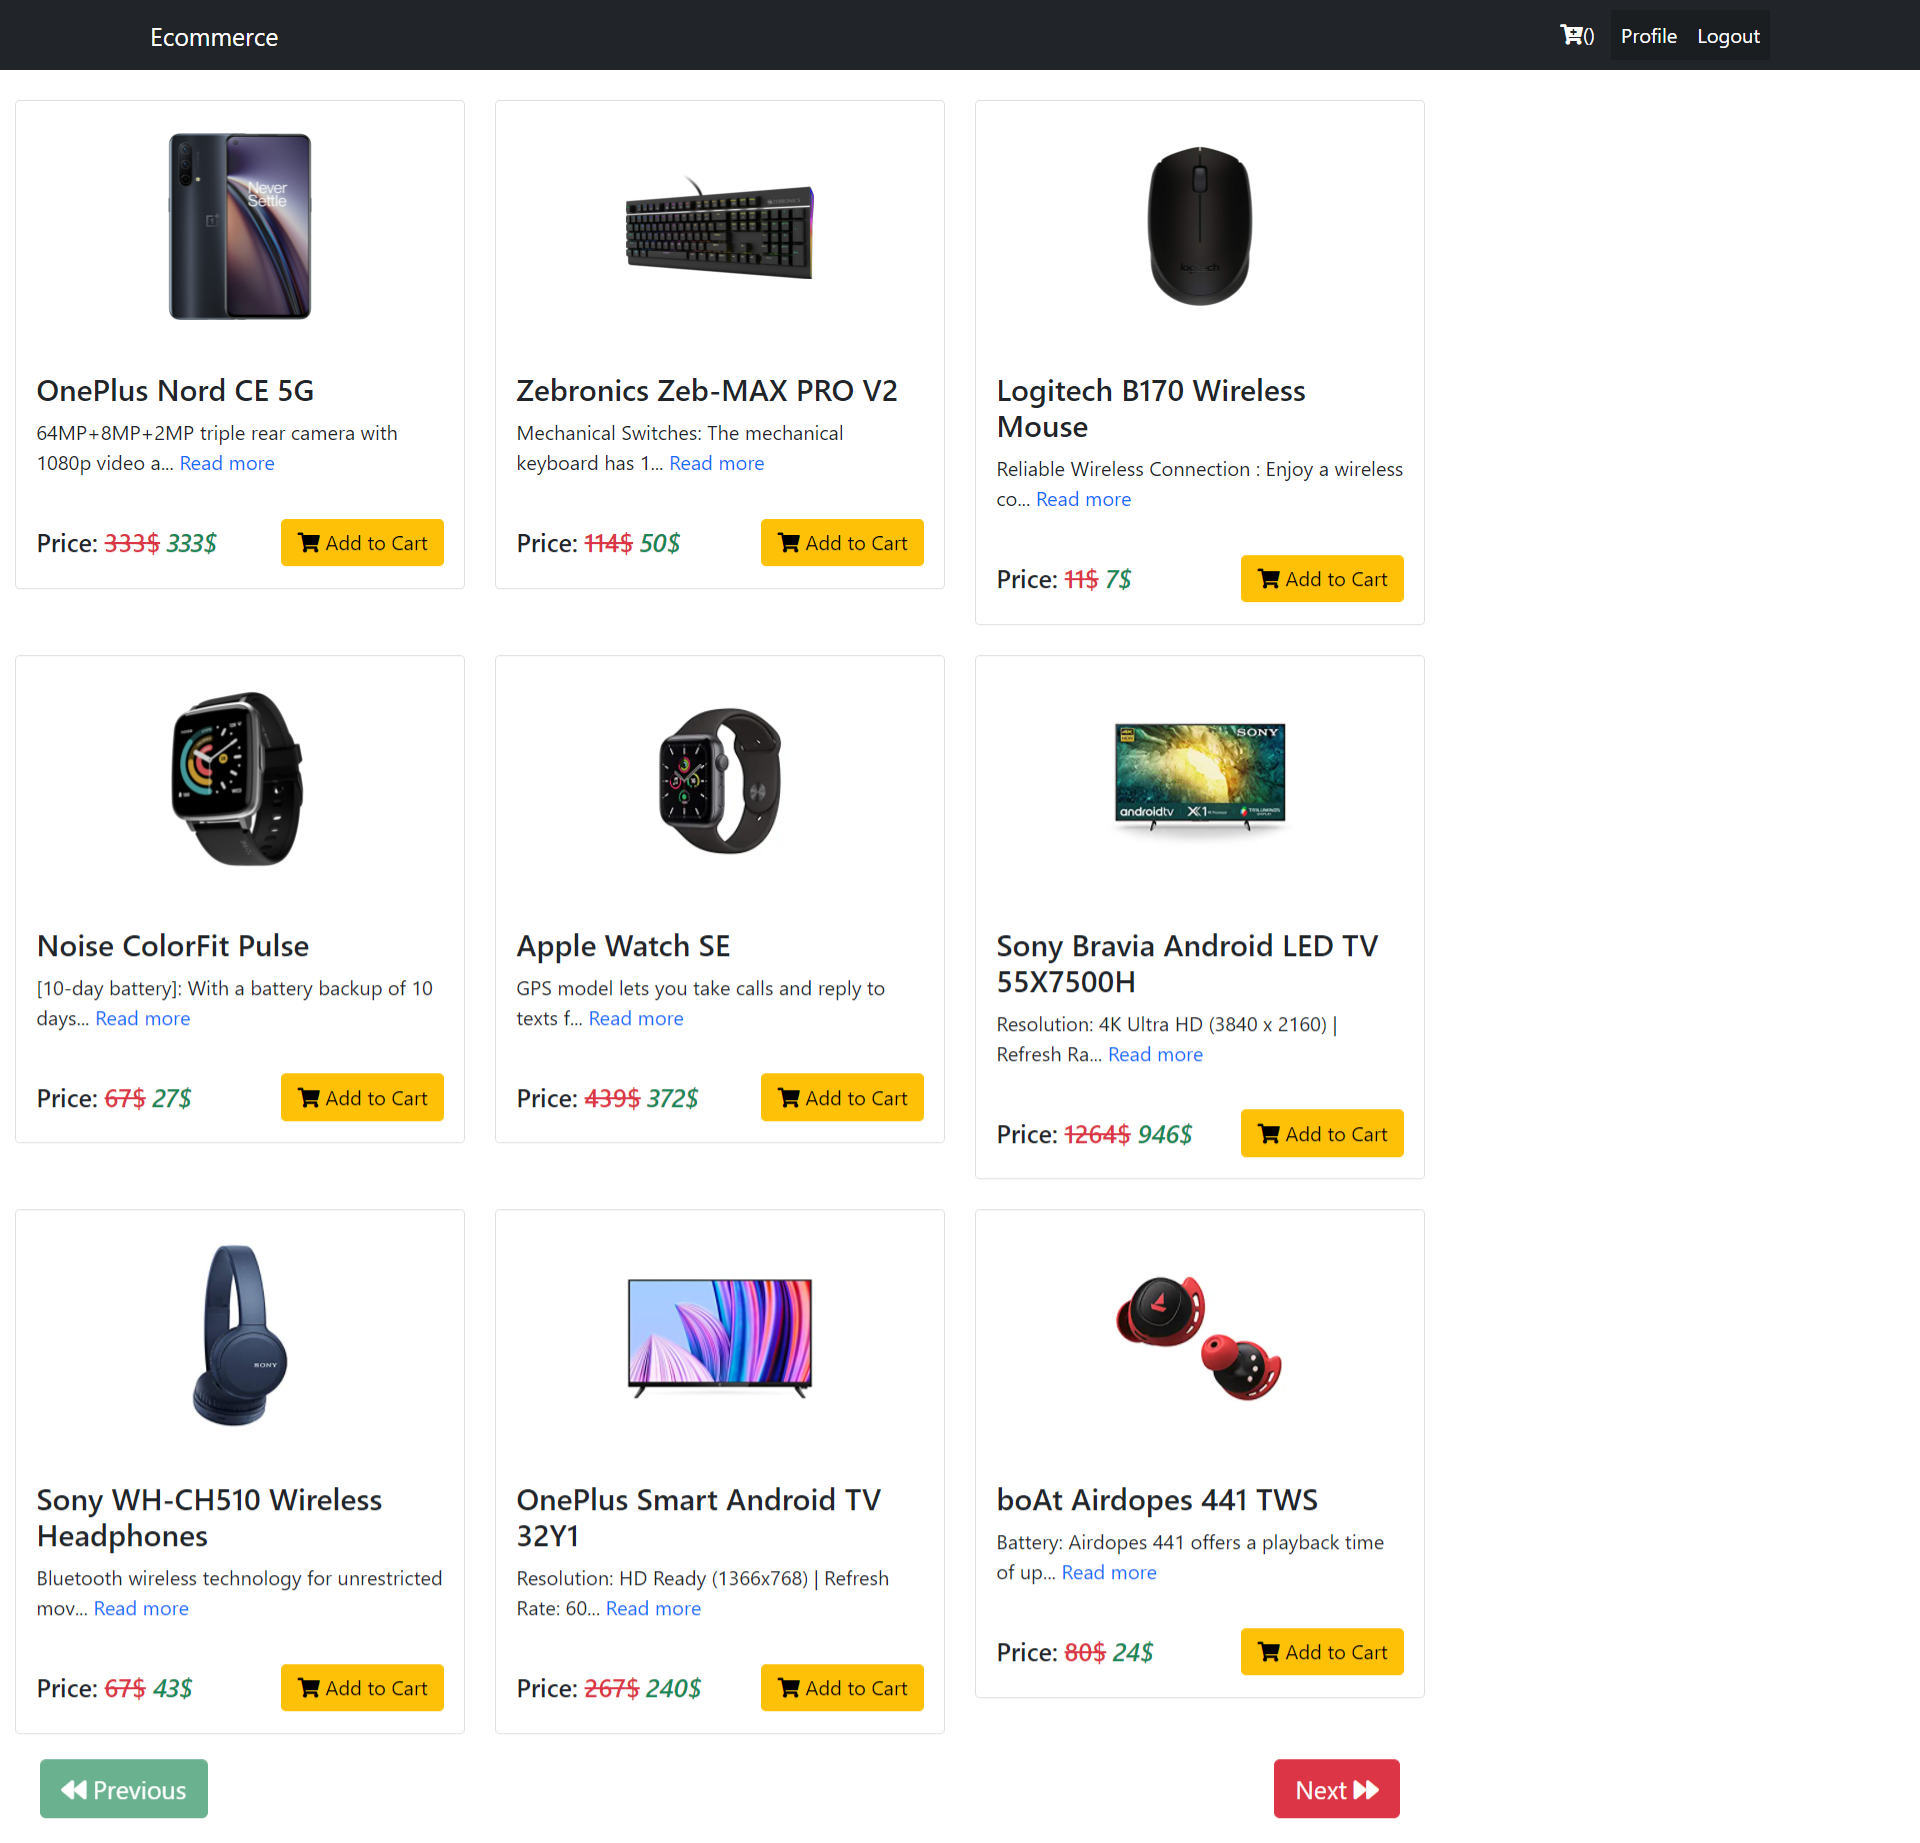 Ecommerce
() Profile Logout
Never
Settle
OnePlus Nord CE 5G
64MP+8MP+2MP triple rear camera with
1080p video a... Read more
Price: 333$ 333$ Add to Cart
Zebronics Zeb-MAX PRO V2
Mechanical Switches: The mechanical
keyboard has 1... Read more
Price: 114$ 50$ Add to Cart
logitech
Logitech B170 Wireless
Mouse
Reliable Wireless Connection : Enjoy a wireless
co... Read more
Price: 11$ 7$ Add to Cart
Noise ColorFit Pulse
[10-day battery]: With a battery backup of 10
days... Read more
Price: 67$ 27$ Add to Cart
Apple Watch SE
GPS model lets you take calls and reply to
texts f... Read more
Price: 439$ 372$ Add to Cart
4K SONY
androidtv X1
Sony Bravia Android LED TV
55X7500H
Resolution: 4K Ultra HD (3840 x 2160) |
Refresh Ra... Read more
Price: 1264$ 946$ Add to Cart
SONY
Sony WH-CH510 Wireless
Headphones
Bluetooth wireless technology for unrestricted
mov... Read more
Price: 67$ 43$ Add to Cart
OnePlus Smart Android TV
32Y1
Resolution: HD Ready (1366x768) | Refresh
Rate: 60... Read more
Price: 267$ 240$ Add to Cart
boAt Airdopes 441 TWS
Battery: Airdopes 441 offers a playback time
of up... Read more
Price: 80$ 24$ Add to Cart
Previous
Next